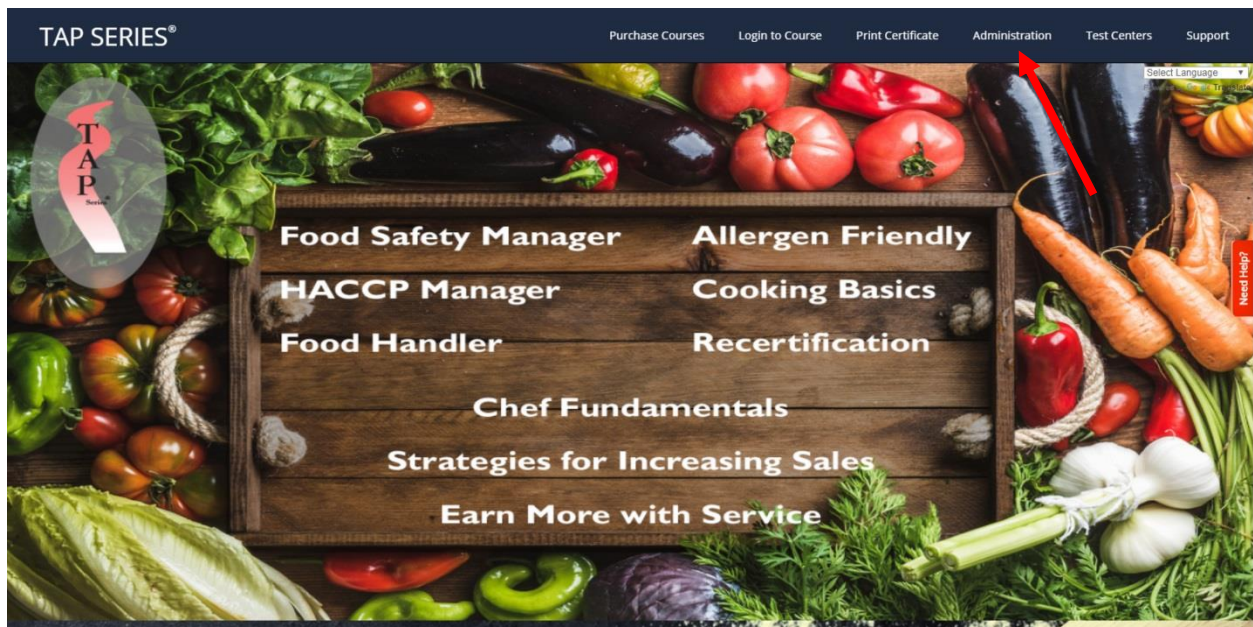 TAP SERIES®
Purchase Courses Login to Course Print Certificate Administration Test Centers Support
Select Language
T
A
P
Series®
Food Safety Manager Allergen Friendly
HACCP Manager Cooking Basics
Food Handler Recertification
Chef Fundamentals
Strategies for Increasing Sales
Earn More with Service
Need Help?